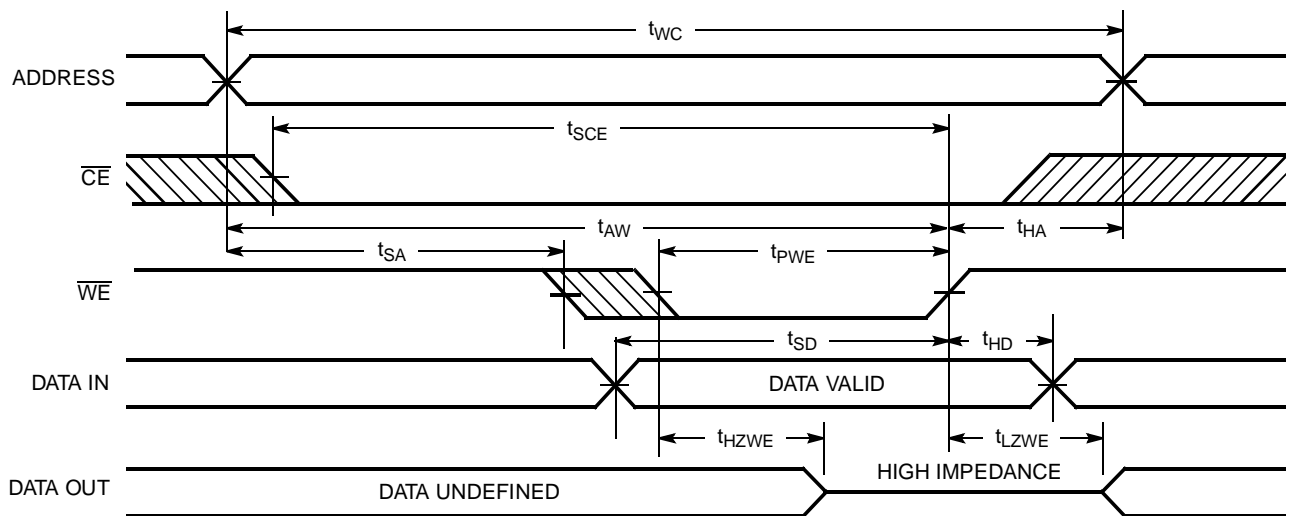 tWC
ADDRESS
tSCE
CE
tAW
tHA
tSA
tPWE
WE
tSD
tHD
DATA IN
DATA VALID
tHZWE
tLZWE
HIGH IMPEDANCE
DATA OUT
DATA UNDEFINED